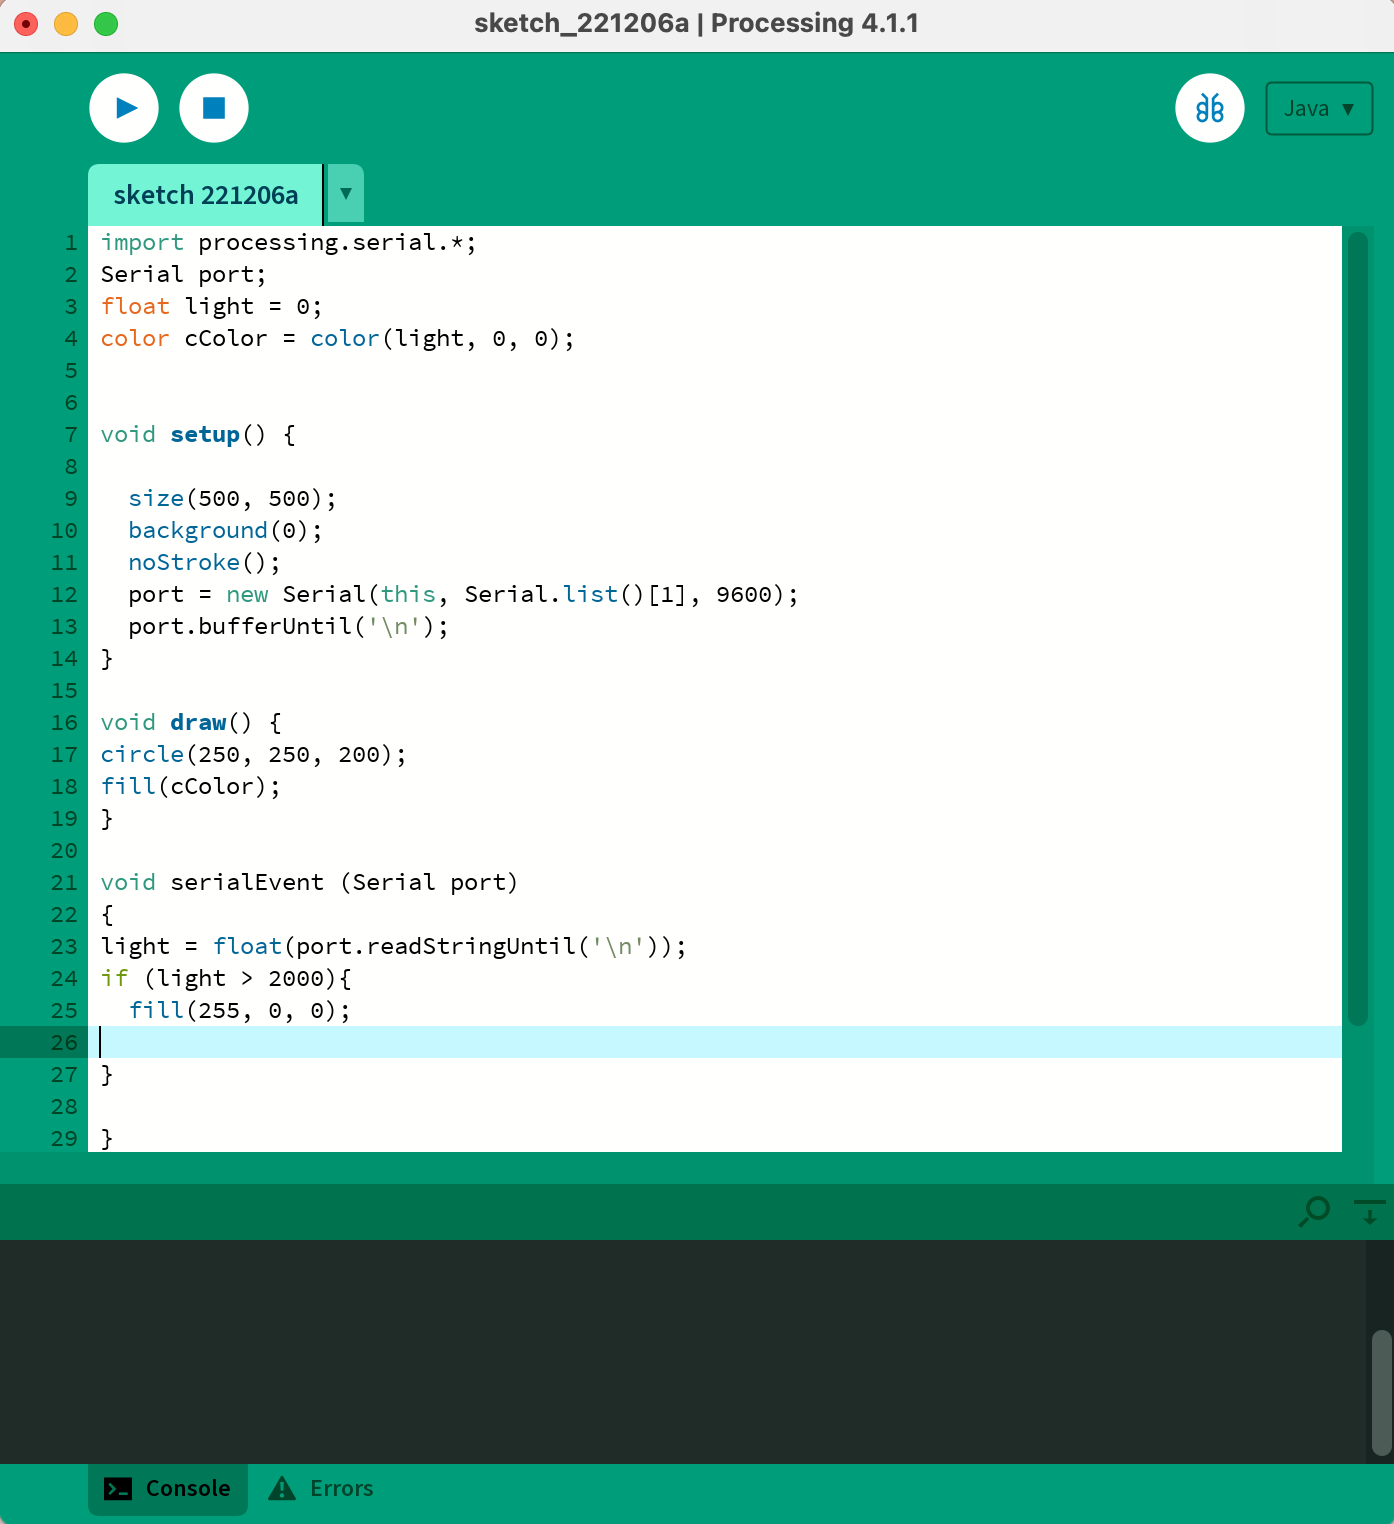 sketch_221206a | Processing 4.1.1
Java ▼
sketch 221206a ▼
1 import processing.serial.*;
2 Serial port;
3 float light = 0;
4 color cColor = color(light, 0, 0);
5
6
7 void setup() {
8
9   size(500, 500);
10   background(0);
11   noStroke();
12   port = new Serial(this, Serial.list()[1], 9600);
13   port.bufferUntil('\n');
14 }
15
16 void draw() {
17 circle(250, 250, 200);
18 fill(cColor);
19 }
20
21 void serialEvent (Serial port)
22 {
23 light = float(port.readStringUntil('\n'));
24 if (light > 2000){
25   fill(255, 0, 0);
26
27 }
28
29 }
Console Errors